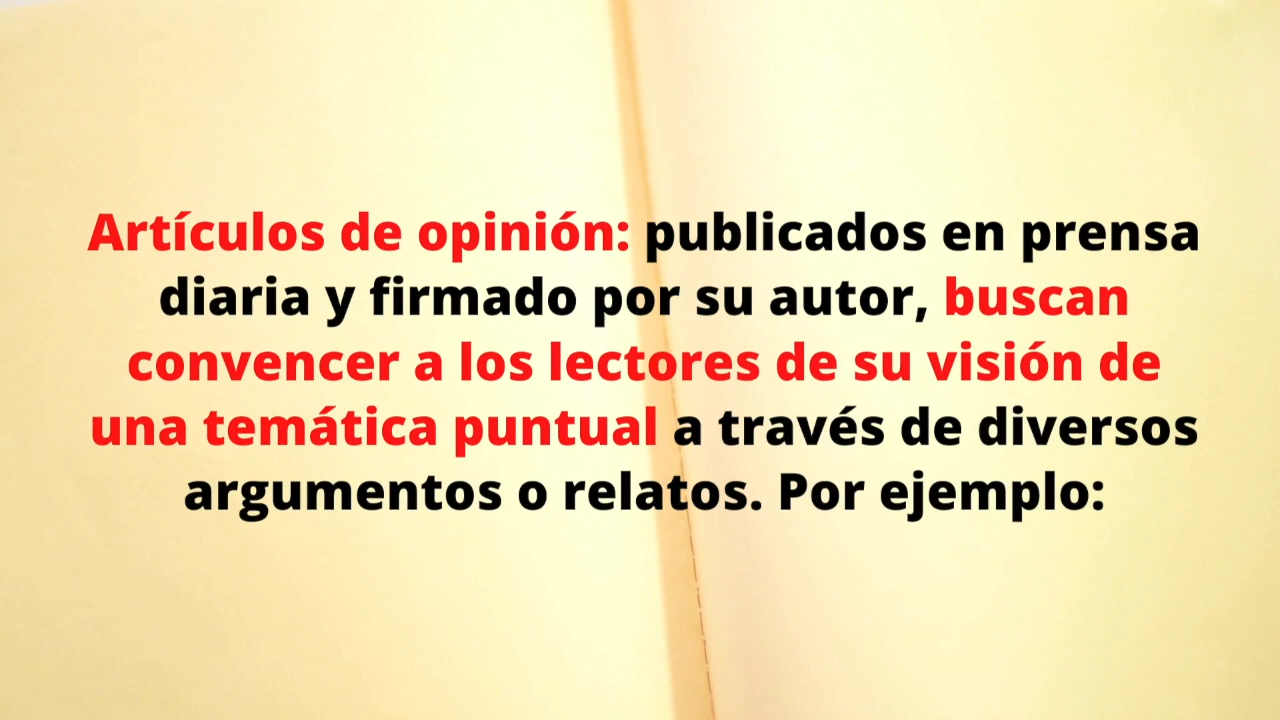 Artículos de opinión: publicados en prensa
diaria y firmado por su autor, buscan
convencer a los lectores de su visión de
una temática puntual a través de diversos
argumentos o relatos. Por ejemplo: